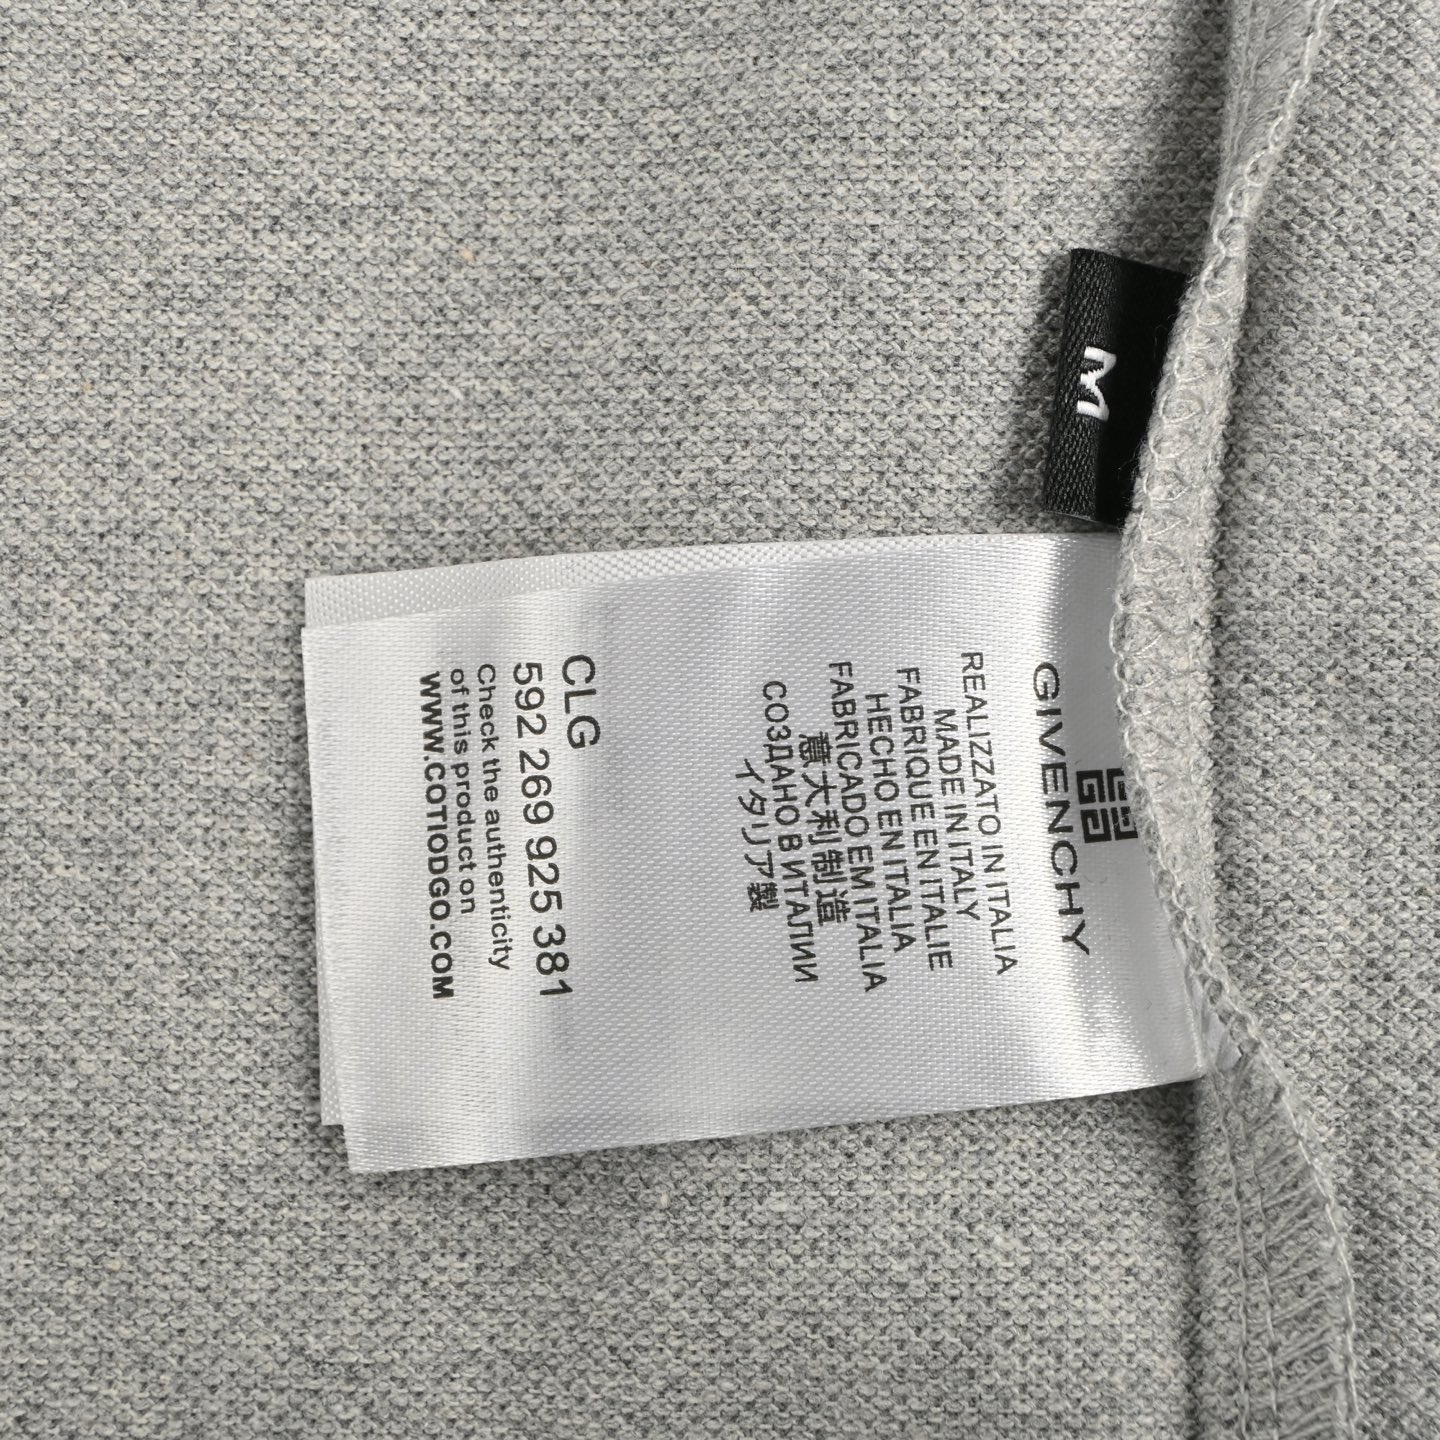 M
GIVENCHY
REALIZZATO IN ITALIA
MADE IN ITALY
FABRIQUE EN ITALIE
HECHO EN ITALIA
FABRICADO EM ITALIA
意大利制造
СОЗДАНО В ИТАЛИИ
イタリア製
CLG
592 269 925 381
Check the authenticity
of this product on
WWW.COTIODGO.COM